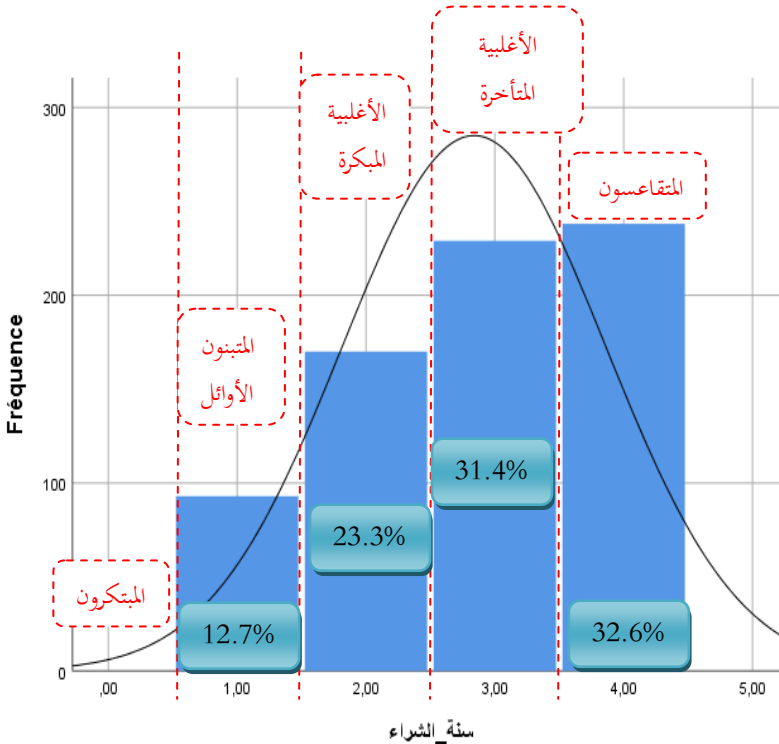 الأغلبية
المتأخرة
الأغلبية
المبكرة
المتقاعسون
المتبنون
الأوائل
المبتكرون
300
200
100
0
Fréquence
31.4%
23.3%
12.7%
32.6%
,00
1,00
2,00
3,00
4,00
5,00
سنة_الشراء